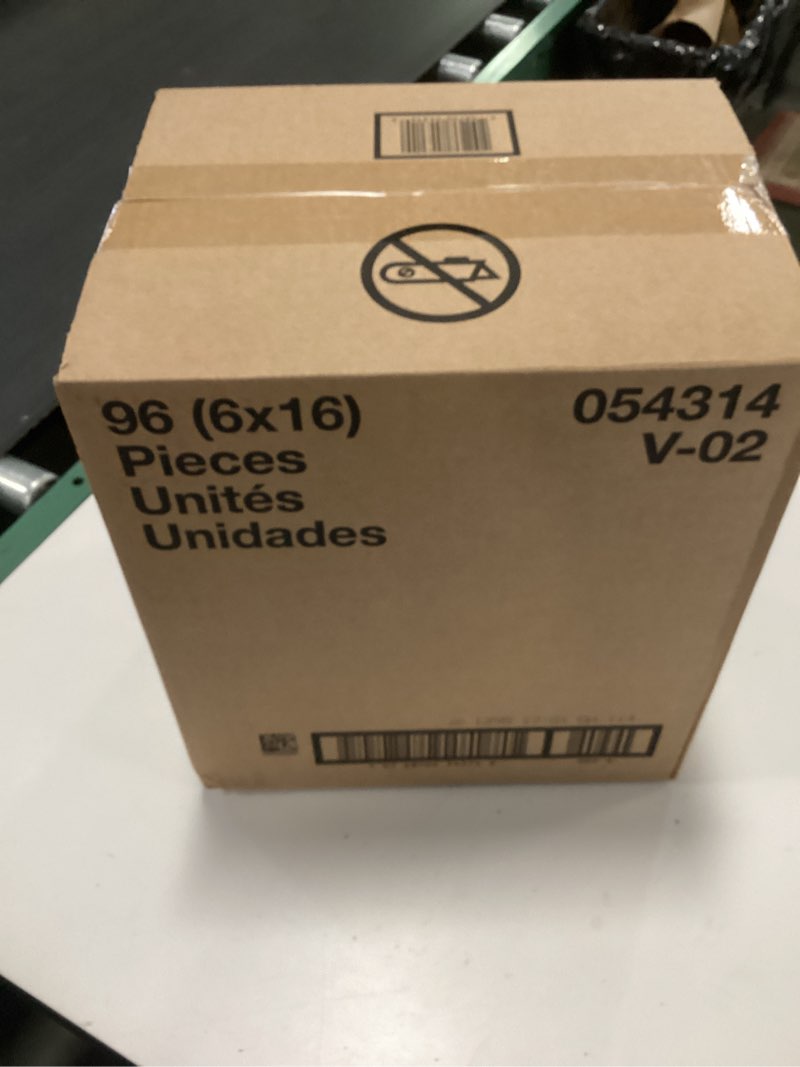 96 (6x16)
Pieces
Unités
Unidades
054314
V-02